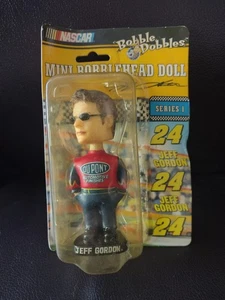 NASCAR
Bobble Dobbles
MINI BOBBLEHEAD DOLL
SERIES 1
24
JEFF
GORDON
24
JEFF
GORDON
24
DUPONT
JEFF GORDON